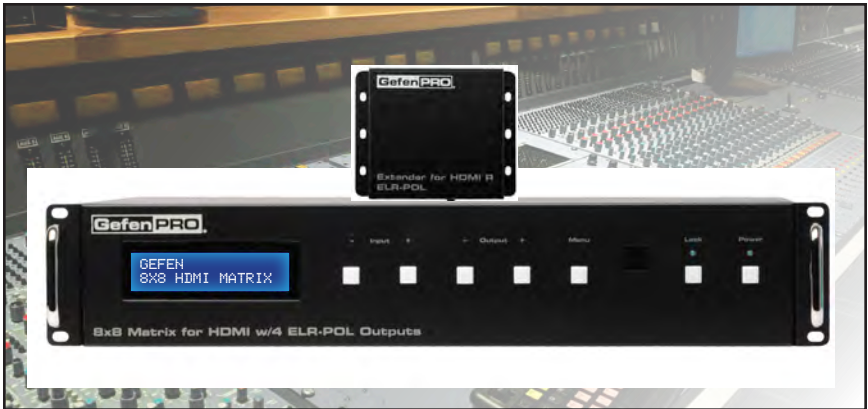 GefenPRO
Extender for HDMI R
ELR-POL
GefenPRO
GEFEN
8X8 HDMI MATRIX
- Input +
- Output +
Menu
Lock
Power
8x8 Matrix for HDMI w/4 ELR-POL Outputs